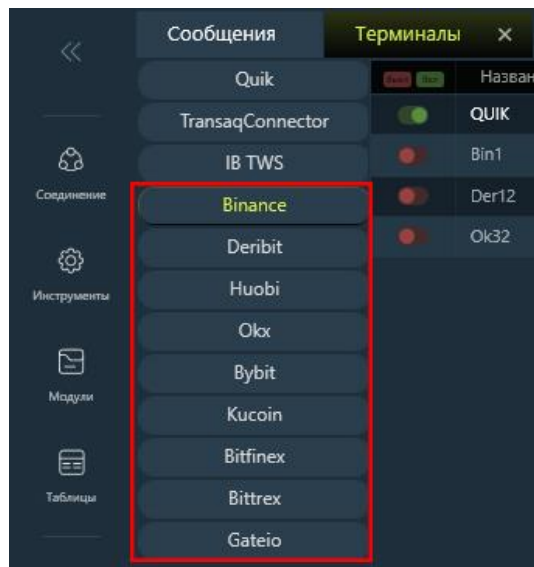 Сообщения
Терминалы ×
Quik
TransaqConnector
IB TWS
Binance
Deribit
Huobi
Okx
Bybit
Kucoin
Bitfinex
Bittrex
Gateio
Назван
QUIK
Bin1
Der12
Ok32
Соединение
Инструменты
Модули
Таблицы